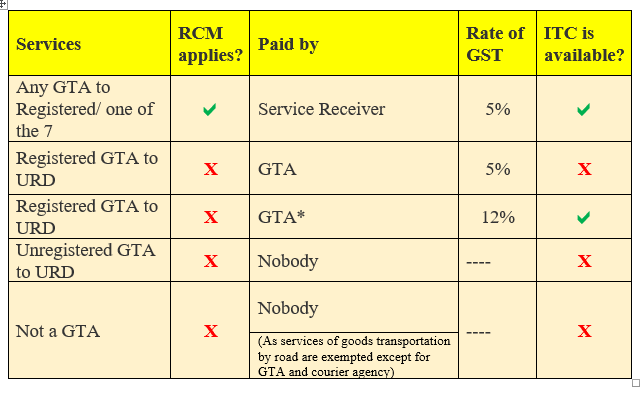 Services
RCM
applies?
Paid by
Rate of
GST
ITC is
available?
Any GTA to
Registered/ one of
the 7
Service Receiver
5%
Registered GTA to
URD
X
GTA
5%
X
Registered GTA to
URD
X
GTA*
12%
Unregistered GTA
to URD
X
Nobody
----
X
Not a GTA
X
Nobody
(As services of goods transportation
by road are exempted except for
GTA and courier agency)
----
X